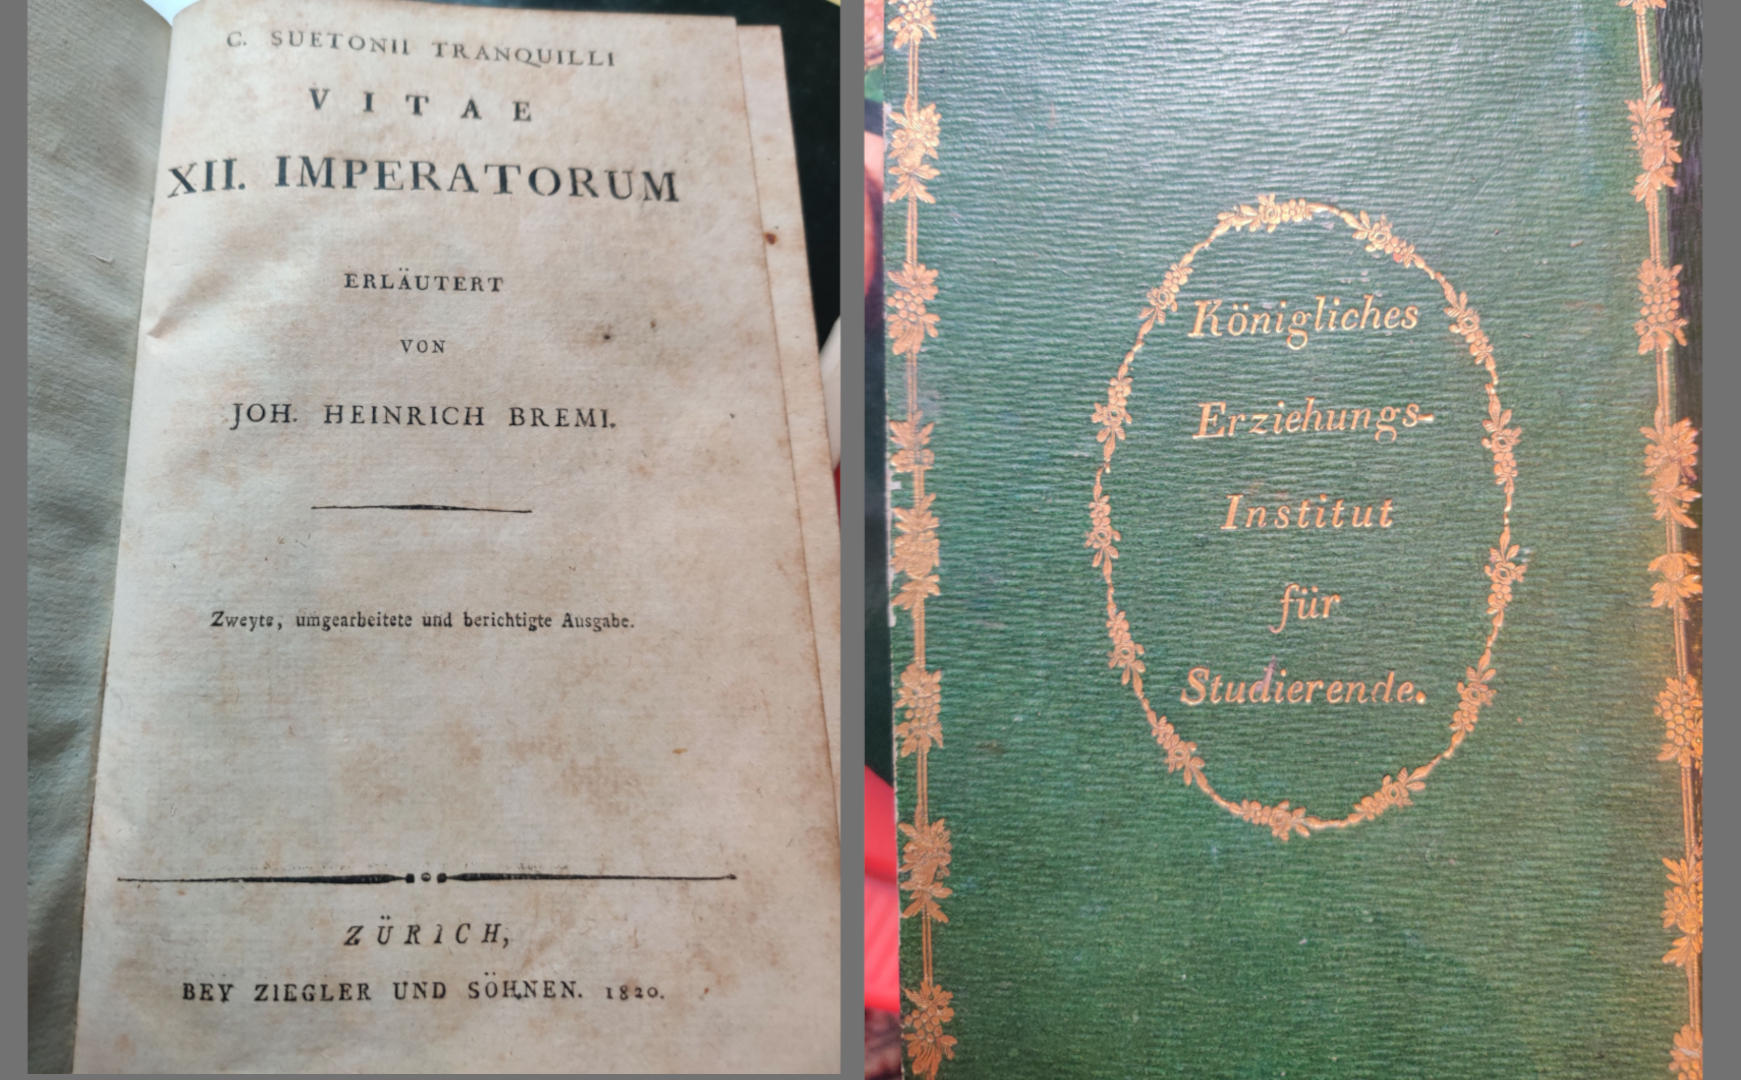 C. SUETONII TRANQUILLI
VITAE
XII. IMPERATORUM
ERLÄUTERT
VON
JOH. HEINRICH BREMI.
Zweyte, umgearbeitete und berichtigte Ausgabe.
ZÜRICH,
BEY ZIEGLER UND SÖHNEN. 1820.
Königliches
Erziehungs-
Institut
für
Studierende.